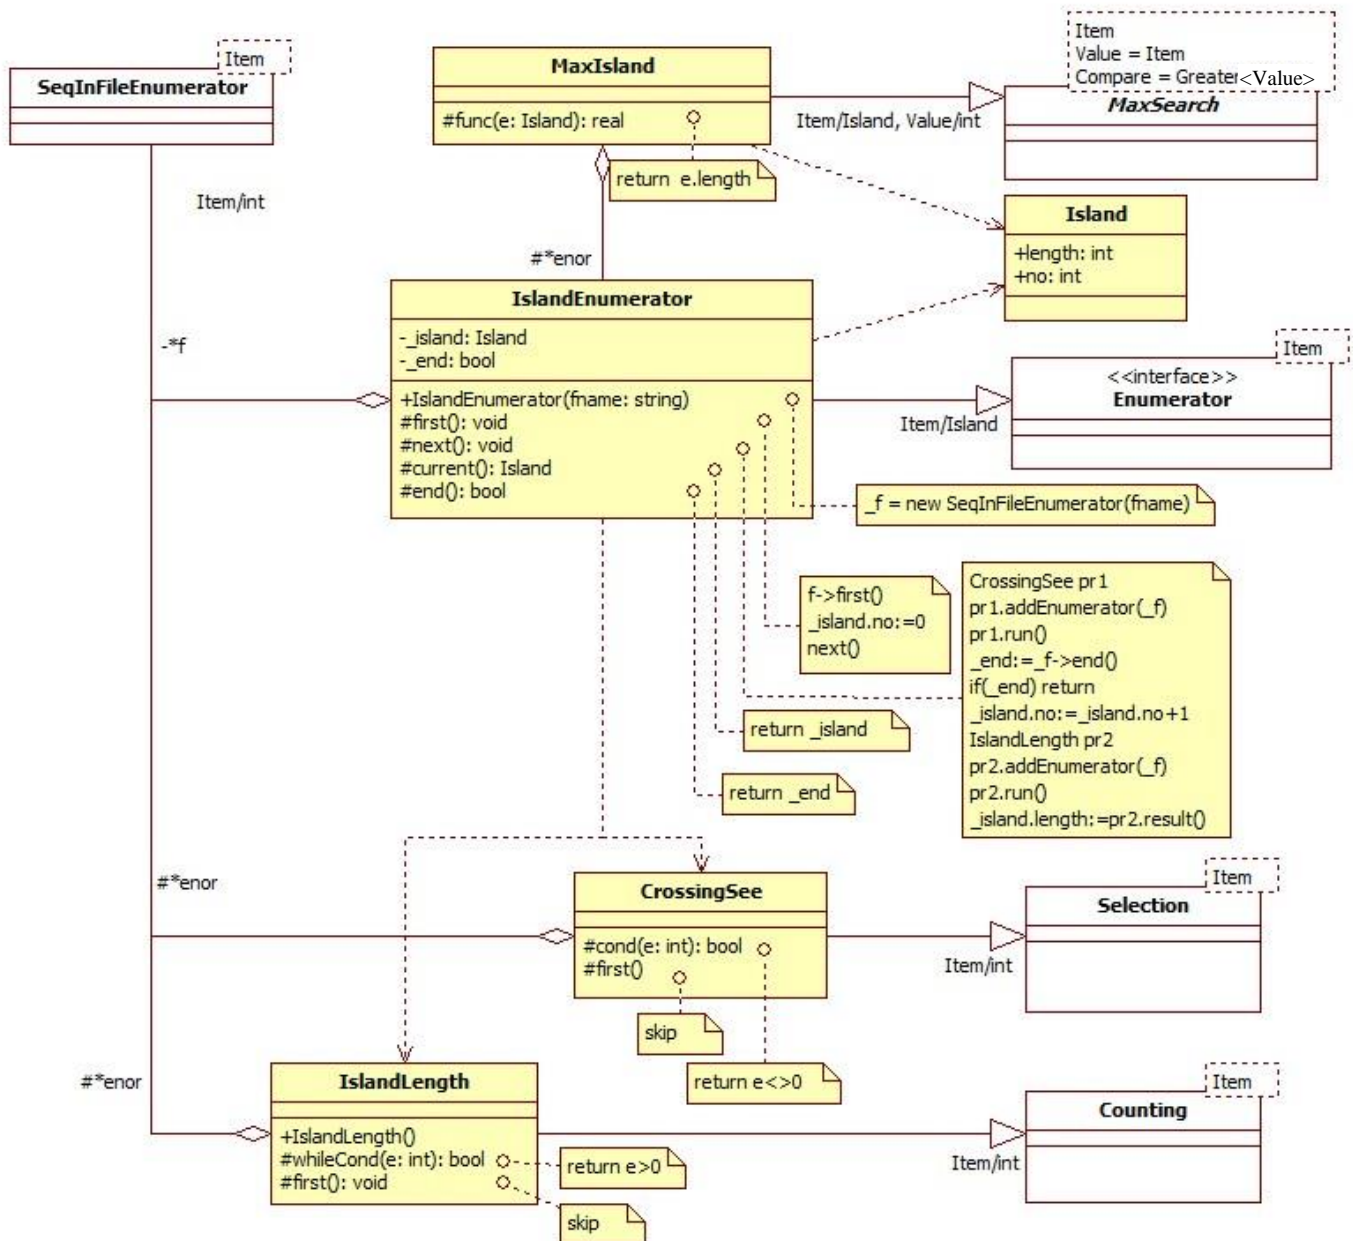 Item
SeqInFileEnumerator
Item/int
MaxIsland
#func(e: Island): real
return e.length
Item/Island, Value/int
Item
Value = Item
Compare = Greater<Value>
MaxSearch
Island
+length: int
+no: int
#*enor
-*f
IslandEnumerator
-_island: Island
-_end: bool
+IslandEnumerator(fname: string)
#first(): void
#next(): void
#current(): Island
#end(): bool
Item/Island
Item
<<interface>>
Enumerator
_f = new SeqInFileEnumerator(fname)
f->first()
_island.no:=0
next()
CrossingSee pr1
pr1.addEnumerator(_f)
pr1.run()
_end:=_f->end()
if(_end) return
_island.no:=_island.no+1
IslandLength pr2
pr2.addEnumerator(_f)
pr2.run()
_island.length:=pr2.result()
return _island
return _end
#*enor
CrossingSee
#cond(e: int): bool
#first()
skip
return e<>0
Item/int
Item
Selection
#*enor
IslandLength
+IslandLength()
#whileCond(e: int): bool
#first(): void
return e>0
skip
Item/int
Item
Counting